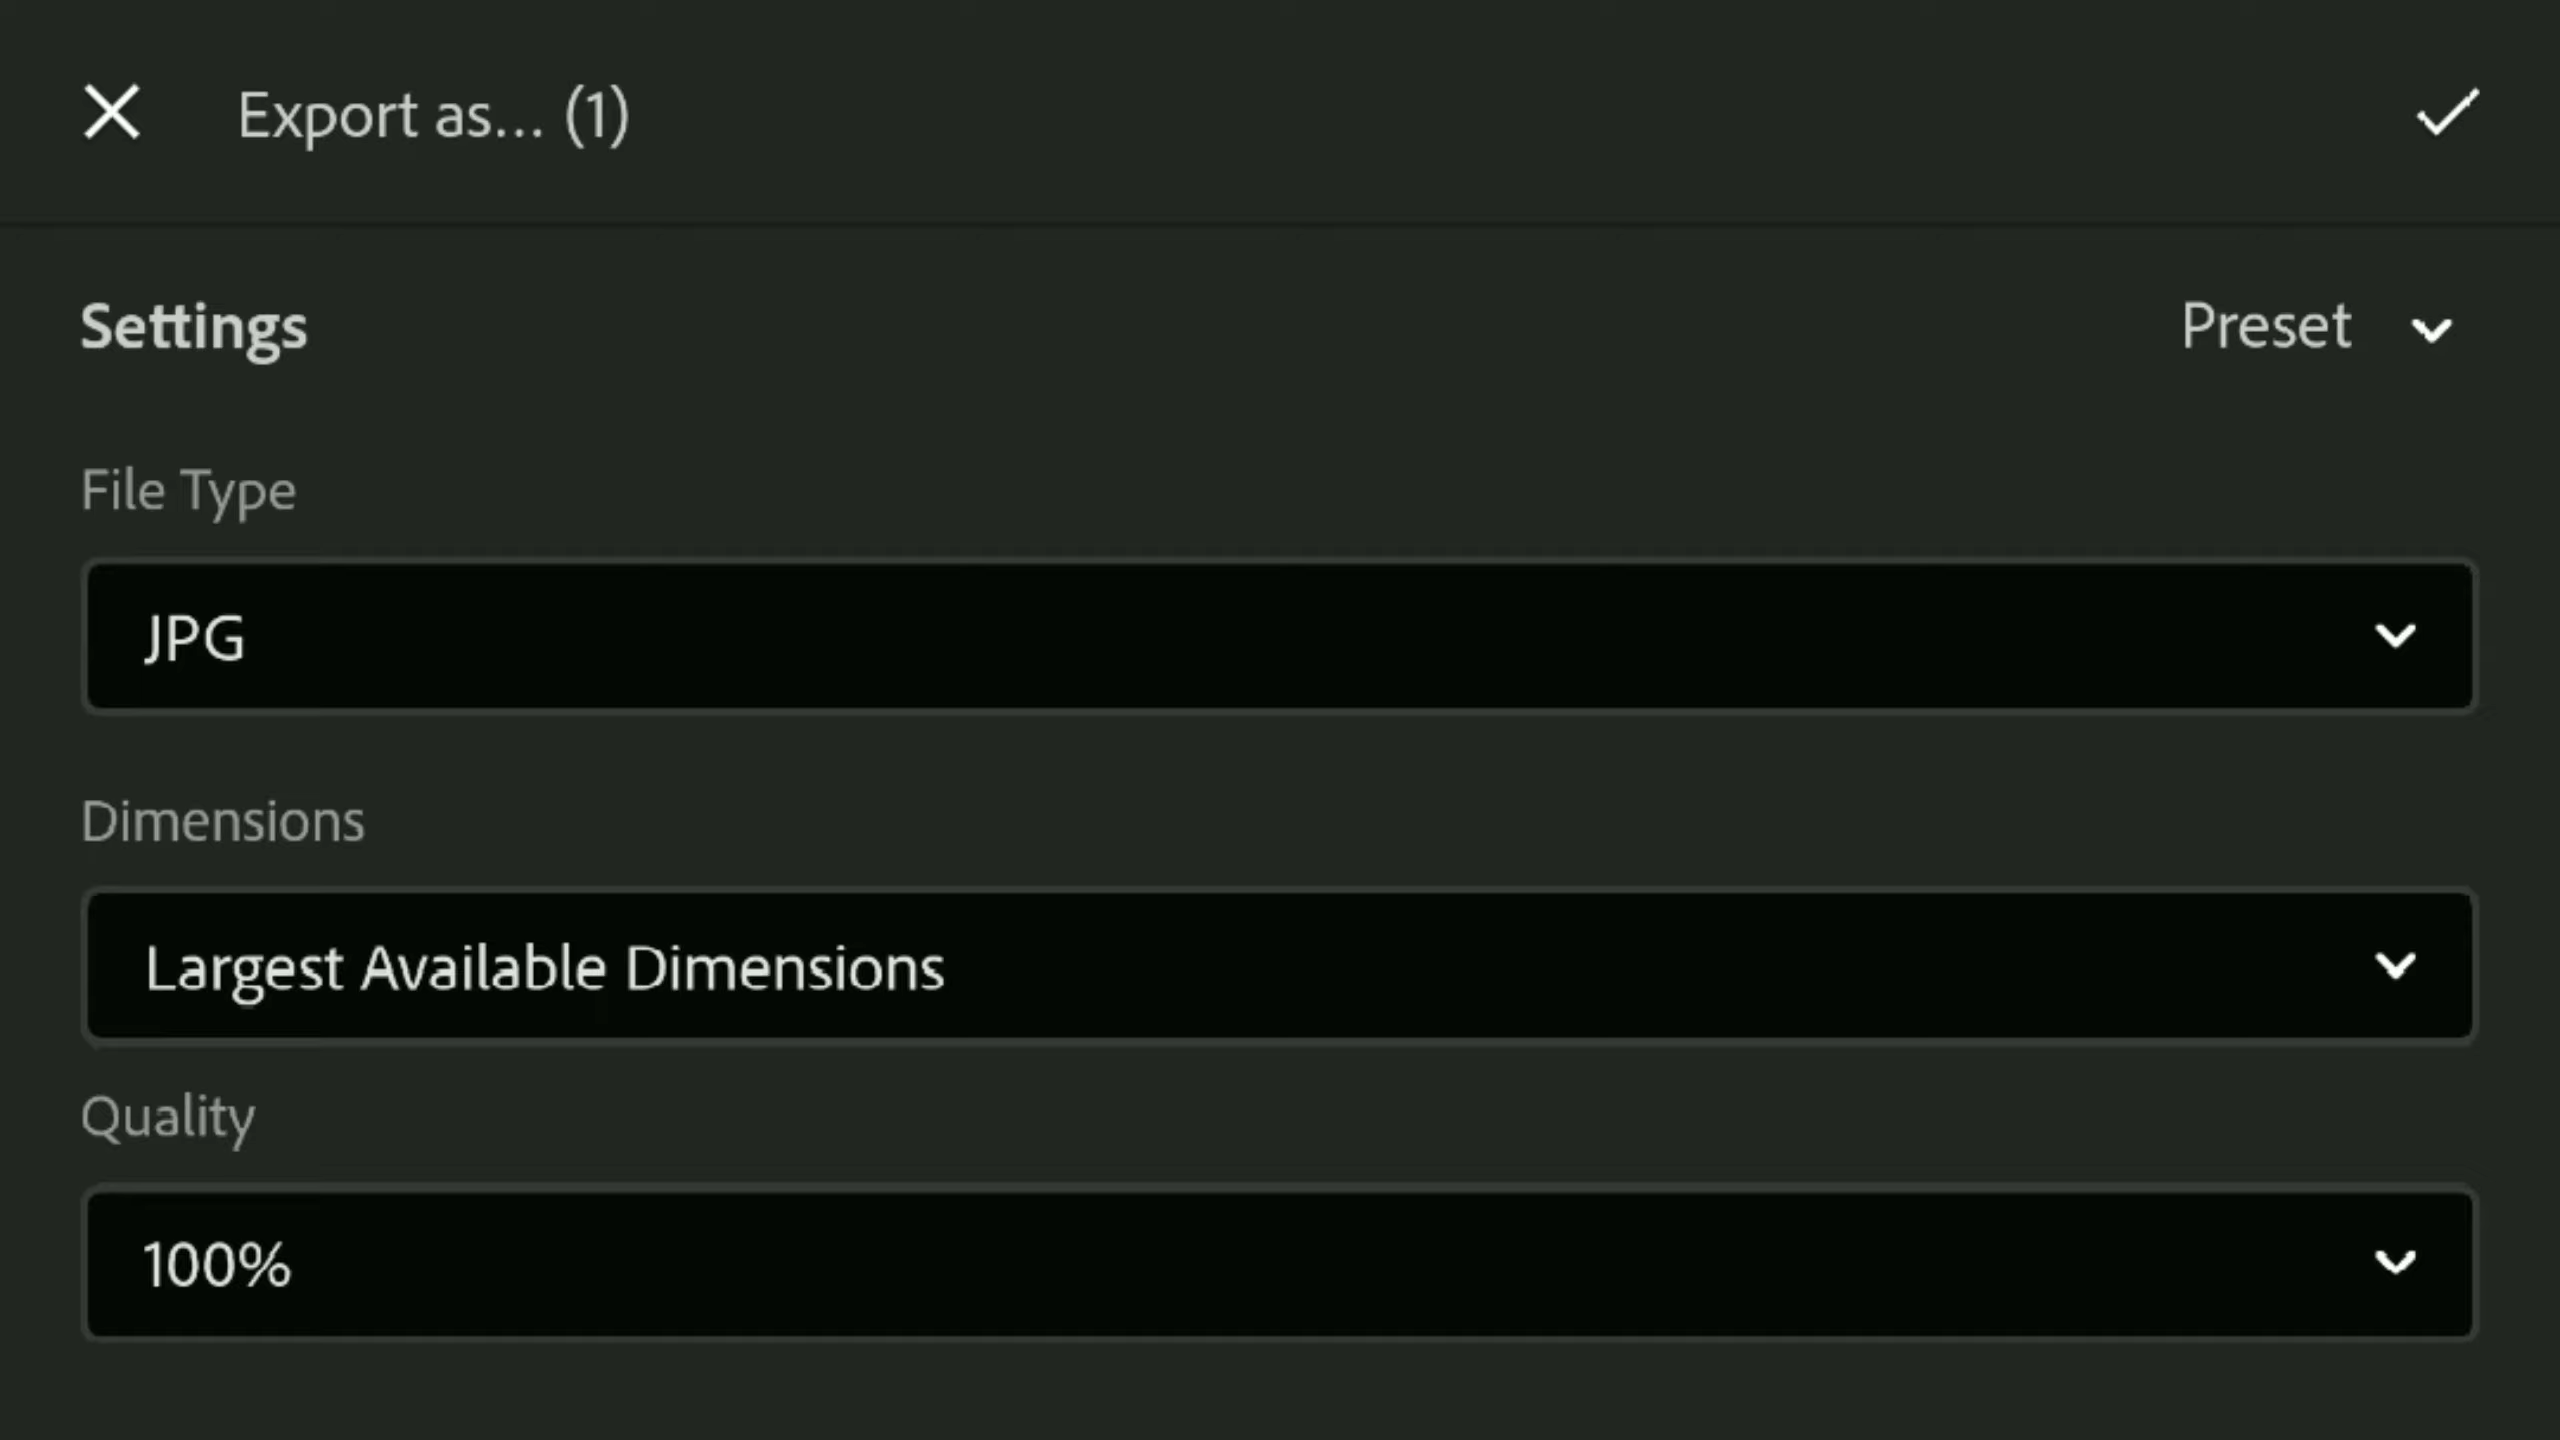 Export as... (1)
Settings
Preset
File Type
JPG
Dimensions
Largest Available Dimensions
Quality
100%